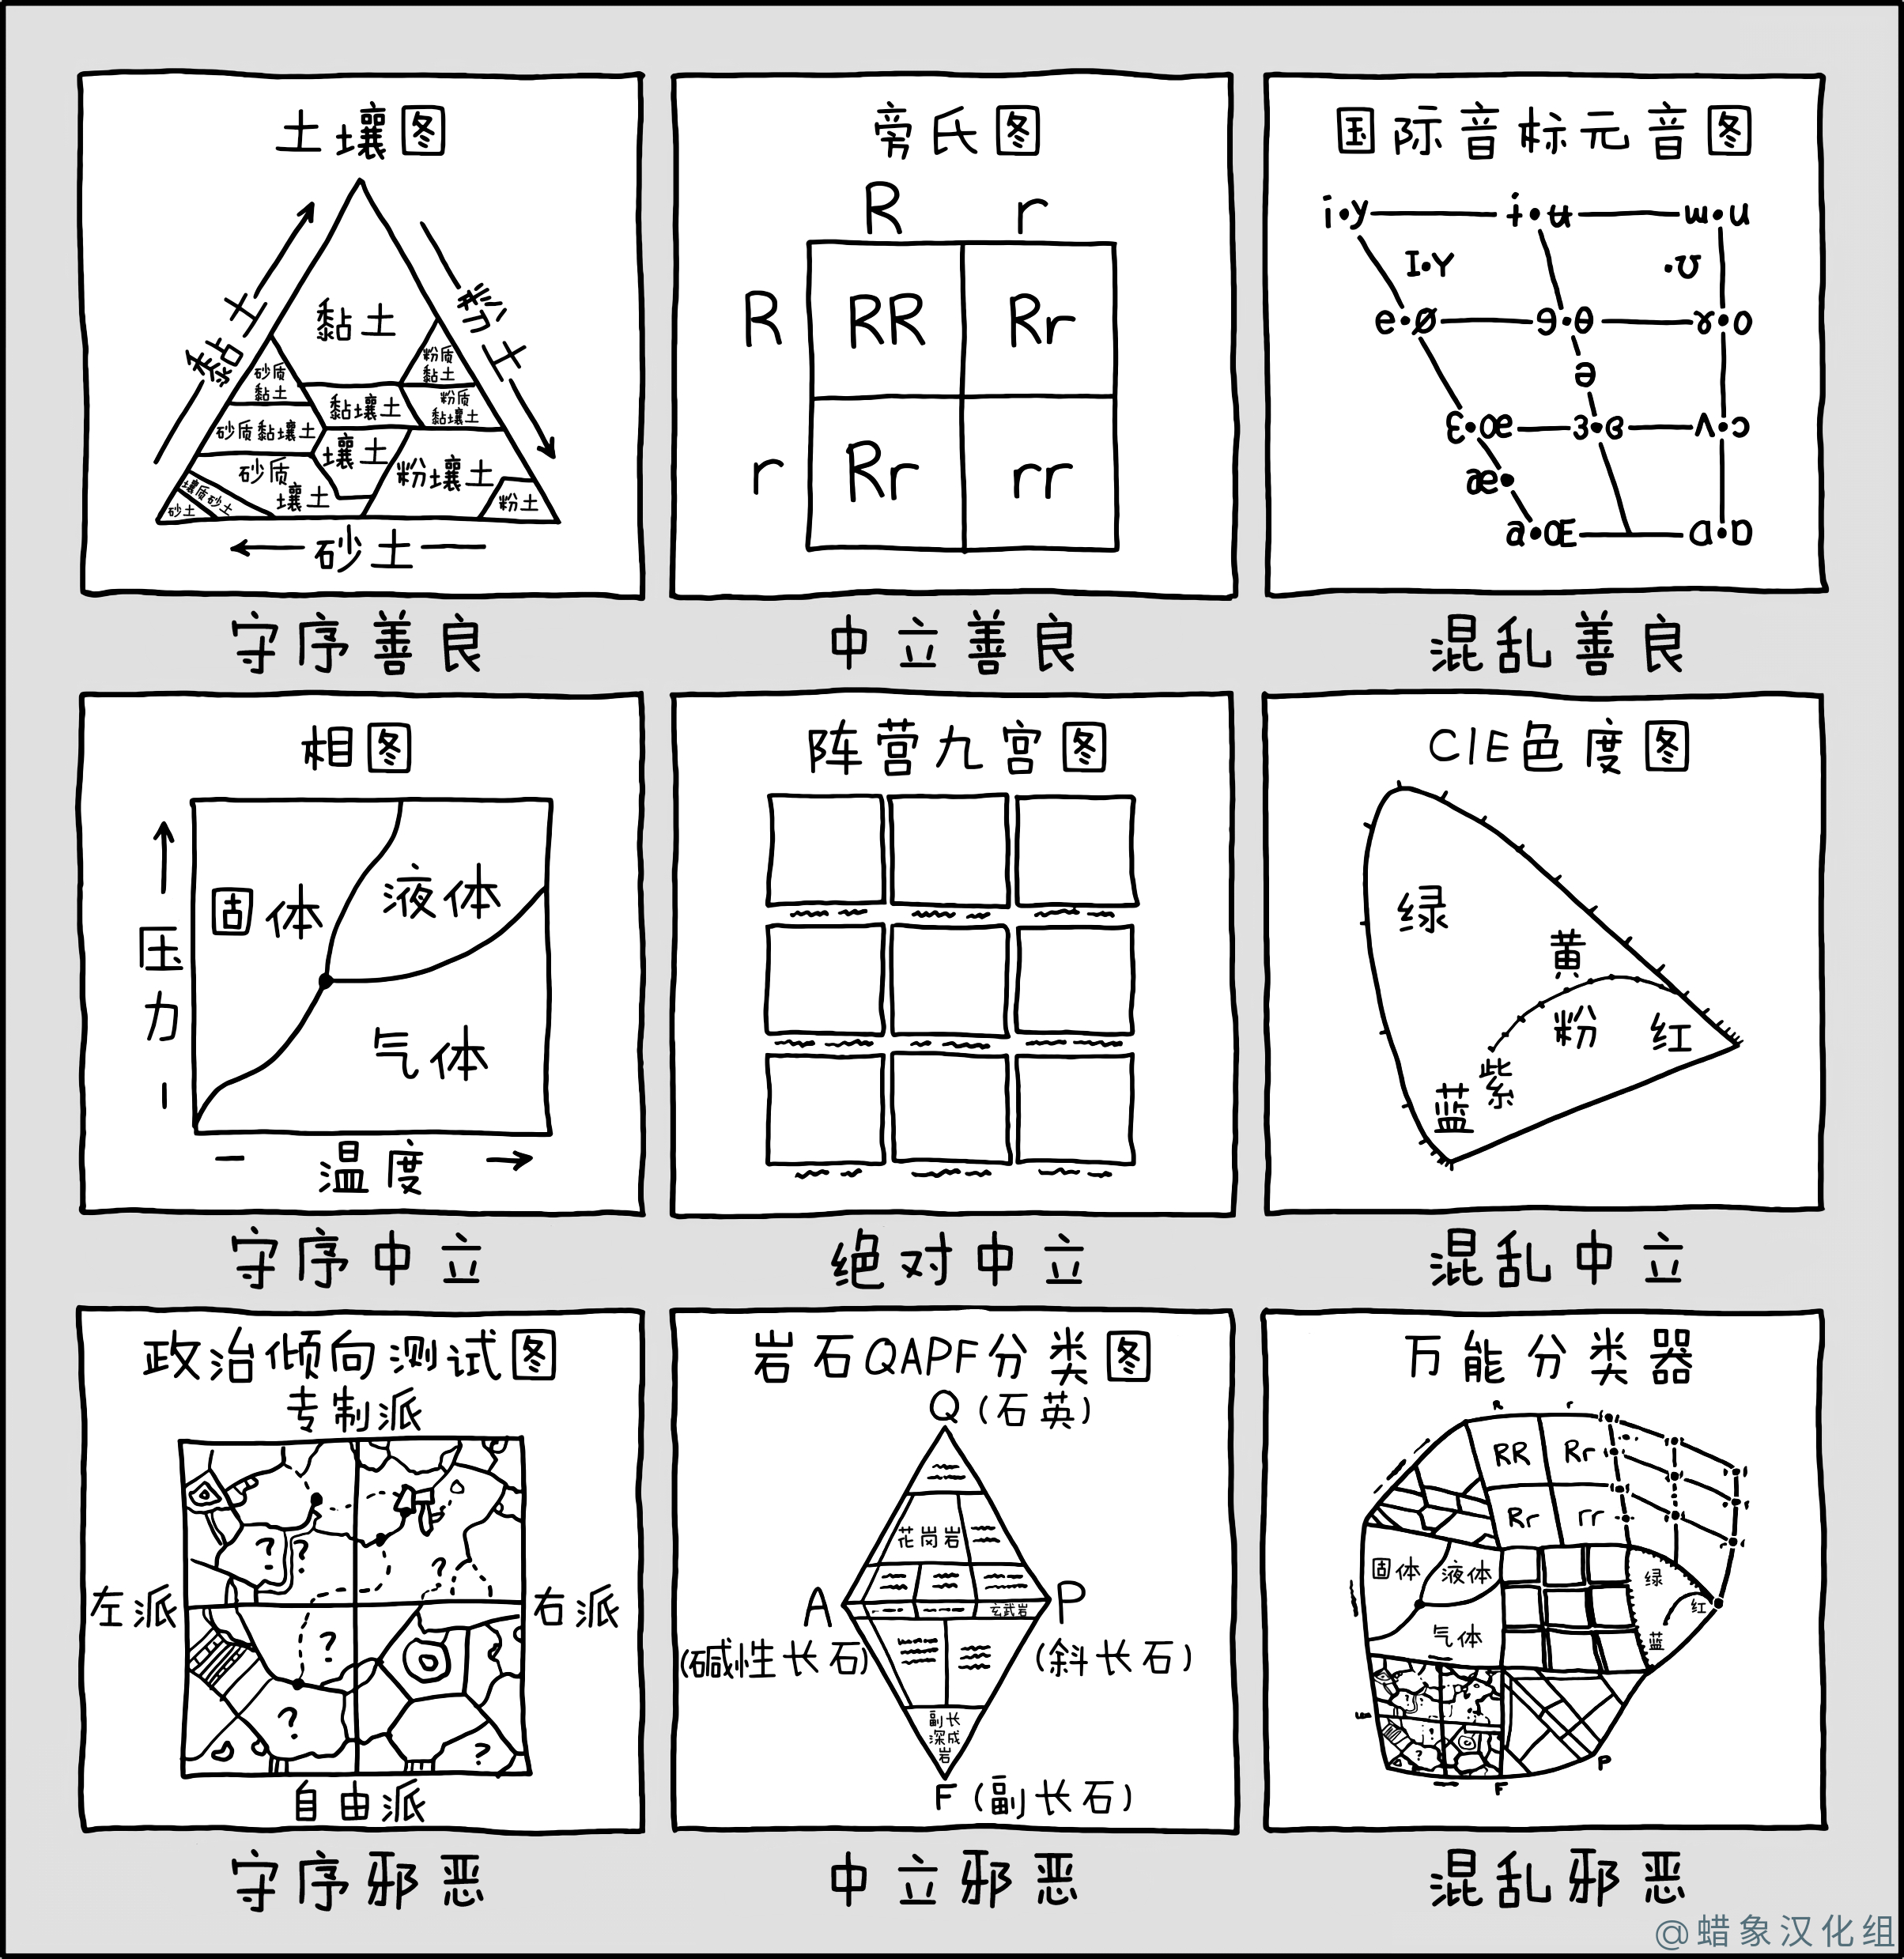 土壤图
黏土
粉土
黏土
砂质
黏土
粉质
黏土
黏壤土
粉质
黏壤土
砂质黏壤土
壤土
砂质
壤土
粉壤土
壤质砂土
砂土
粉土
砂土
守序善良
旁氏图
R r
R RR Rr
r Rr rr
中立善良
国际音标元音图
i•y ɨ•ʉ ɯ•u
ɪ•ʏ •ʊ
e•ø ɘ•ɵ ɤ•o
ə
ɛ•œ ɜ•ɞ ʌ•ɔ
æ•
a•ɶ ɑ•ɒ
混乱善良
相图
固体
液体
气体
压力
温度
守序中立
阵营九宫图
绝对中立
CIE色度图
绿
黄
粉
红
紫
蓝
混乱中立
政治倾向测试图
专制派
左派
右派
? ? ?
?
? ?
自由派
守序邪恶
岩石QAPF分类图
Q(石英)
花岗岩
A
P
玄武岩
(碱性长石)
(斜长石)
副长
深成
岩
F(副长石)
中立邪恶
万能分类器
R r
RR Rr
Rr rr
固体
液体
气体
绿
红
蓝
?
P
F
混乱邪恶
@蜡象汉化组